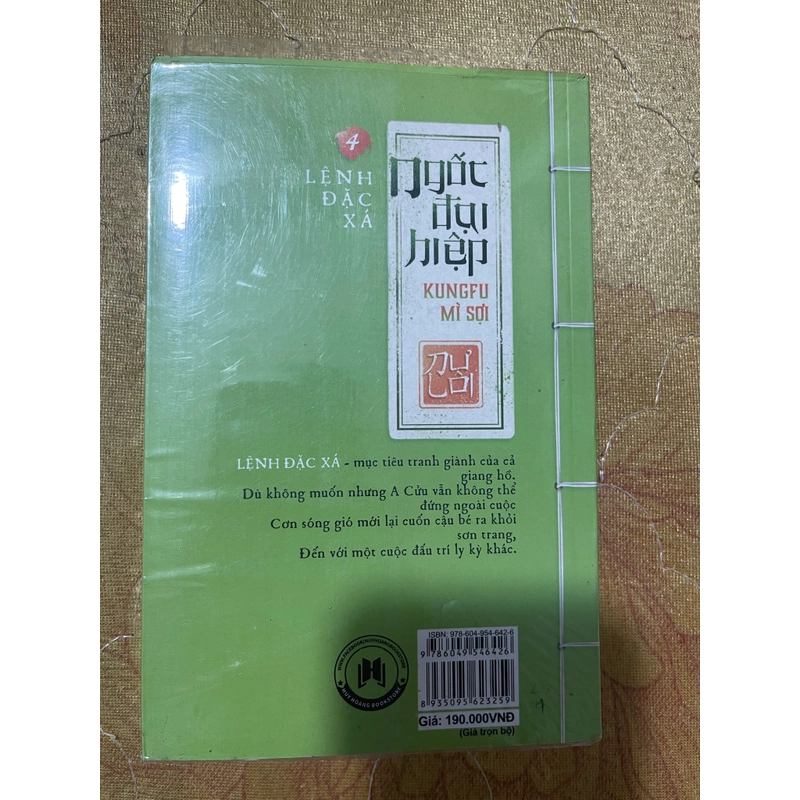 4
LỆNH
ĐẶC
XÁ
Ngốc
đại
hiệp
KUNGFU
MÌ SỢI
LỆNH ĐẶC XÁ - mục tiêu tranh giành của cả
giang hồ.
Dù không muốn nhưng A Cửu vẫn không thể
đứng ngoài cuộc
Cơn sóng gió mới lại cuốn cậu bé ra khỏi
sơn trang,
Đến với một cuộc đấu trí ly kỳ khác.
HUY HOANG BOOKSTORE
ISBN: 978-604-954-642-6
9 786049 546426
8 935095 623259
Giá: 190.000VNĐ
(Giá trọn bộ)